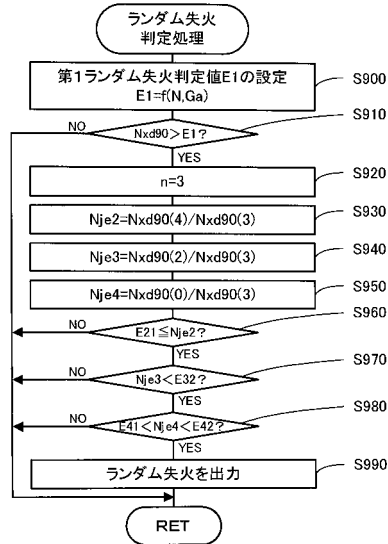 ランダム失火
判定処理
第1ランダム失火判定値E1の設定
E1=f(N,Ga)
S900
Nxd90>E1?
S910
NO
YES
n=3
S920
Nje2=Nxd90(4)/Nxd90(3)
S930
Nje3=Nxd90(2)/Nxd90(3)
S940
Nje4=Nxd90(0)/Nxd90(3)
S950
E21≦Nje2?
S960
NO
YES
Nje3<E32?
S970
NO
YES
E41<Nje4<E42?
S980
NO
YES
ランダム失火を出力
S990
RET